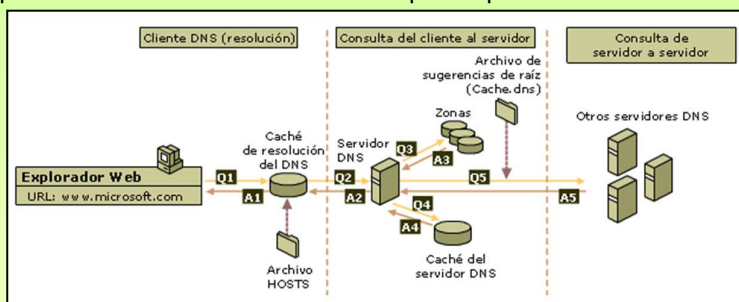 Cliente DNS (resolución)
Consulta del cliente al servidor
Consulta de
servidor a servidor
Archivo de
sugerencias de raíz
(Cache.dns)
Zonas
Otros servidores DNS
Caché
de resolución
del DNS
Servidor
DNS
Q3
A3
Explorador Web
URL: www.microsoft.com
Q1
A1
Q2
A2
Q5
A5
Q4
A4
Archivo
HOSTS
Caché del
servidor DNS